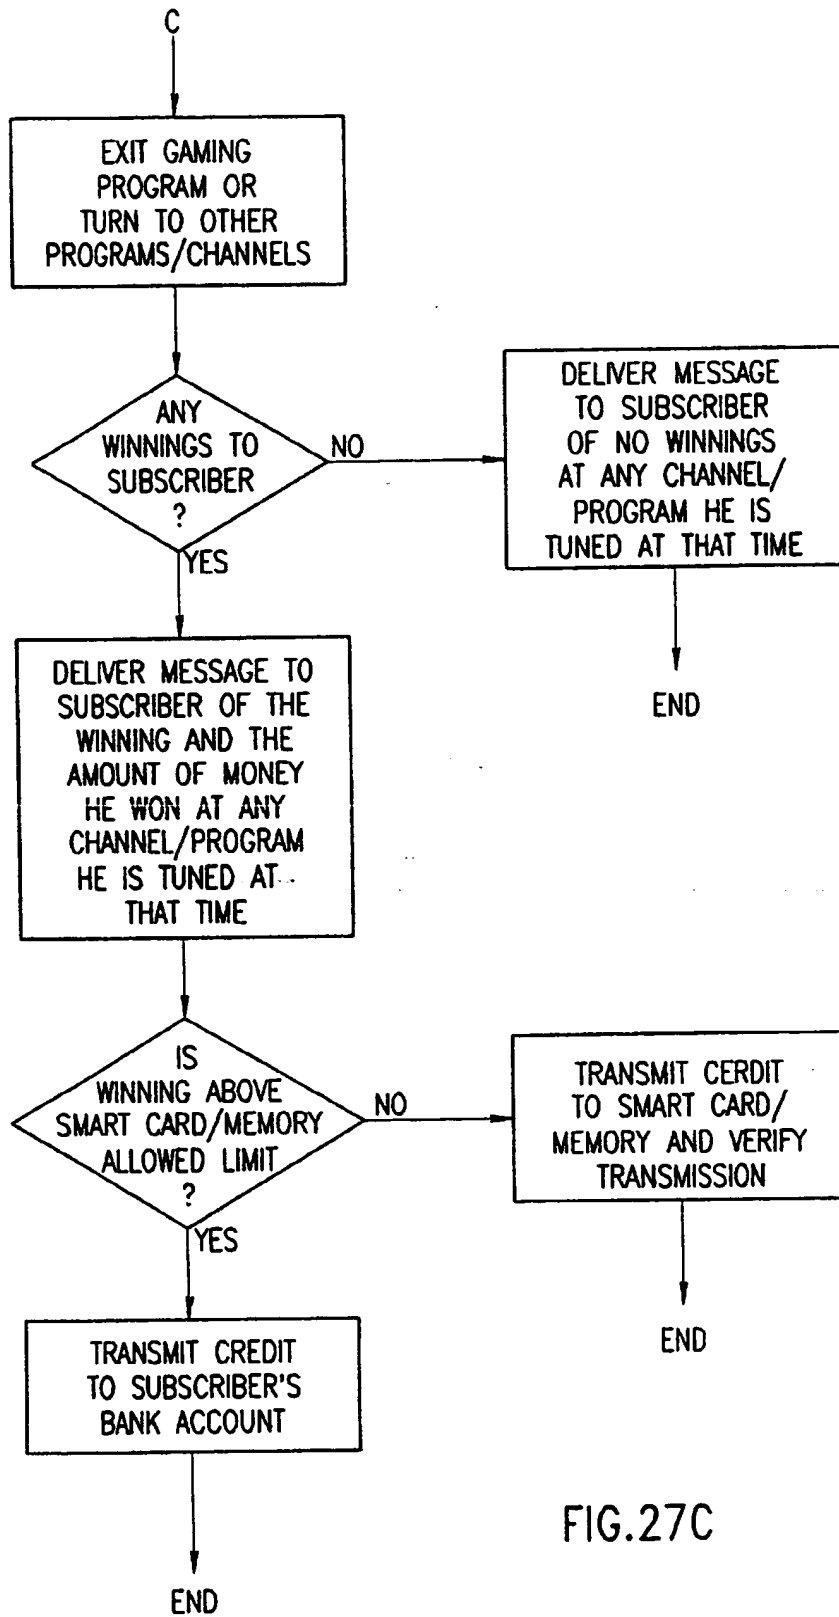 C
EXIT GAMING
PROGRAM OR
TURN TO OTHER
PROGRAMS/CHANNELS
ANY
WINNINGS TO
SUBSCRIBER
?
NO
YES
DELIVER MESSAGE
TO SUBSCRIBER
OF NO WINNINGS
AT ANY CHANNEL/
PROGRAM HE IS
TUNED AT THAT TIME
END
DELIVER MESSAGE TO
SUBSCRIBER OF THE
WINNING AND THE
AMOUNT OF MONEY
HE WON AT ANY
CHANNEL/PROGRAM
HE IS TUNED AT
THAT TIME
IS
WINNING ABOVE
SMART CARD/MEMORY
ALLOWED LIMIT
?
NO
YES
TRANSMIT CERDIT
TO SMART CARD/
MEMORY AND VERIFY
TRANSMISSION
END
TRANSMIT CREDIT
TO SUBSCRIBER'S
BANK ACCOUNT
END
FIG.27C